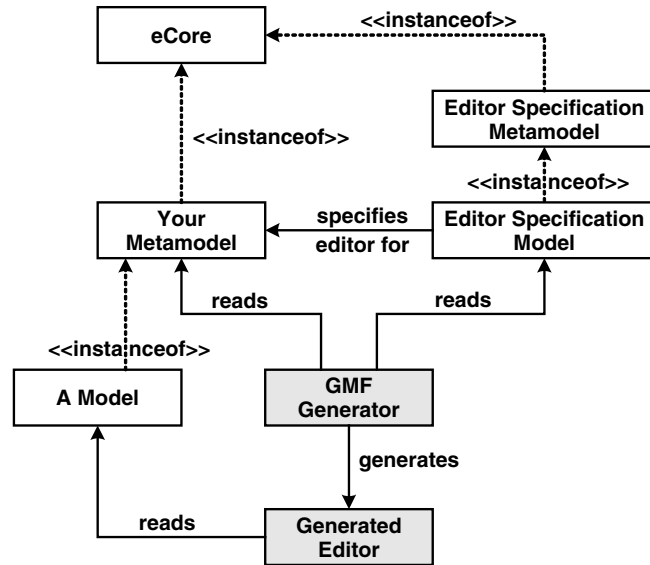 <<instanceof>>
eCore
Editor Specification
Metamodel
<<instanceof>>
<<instanceof>>
Your
Metamodel
specifies
editor for
Editor Specification
Model
reads
reads
<<instanceof>>
A Model
GMF
Generator
generates
reads
Generated
Editor